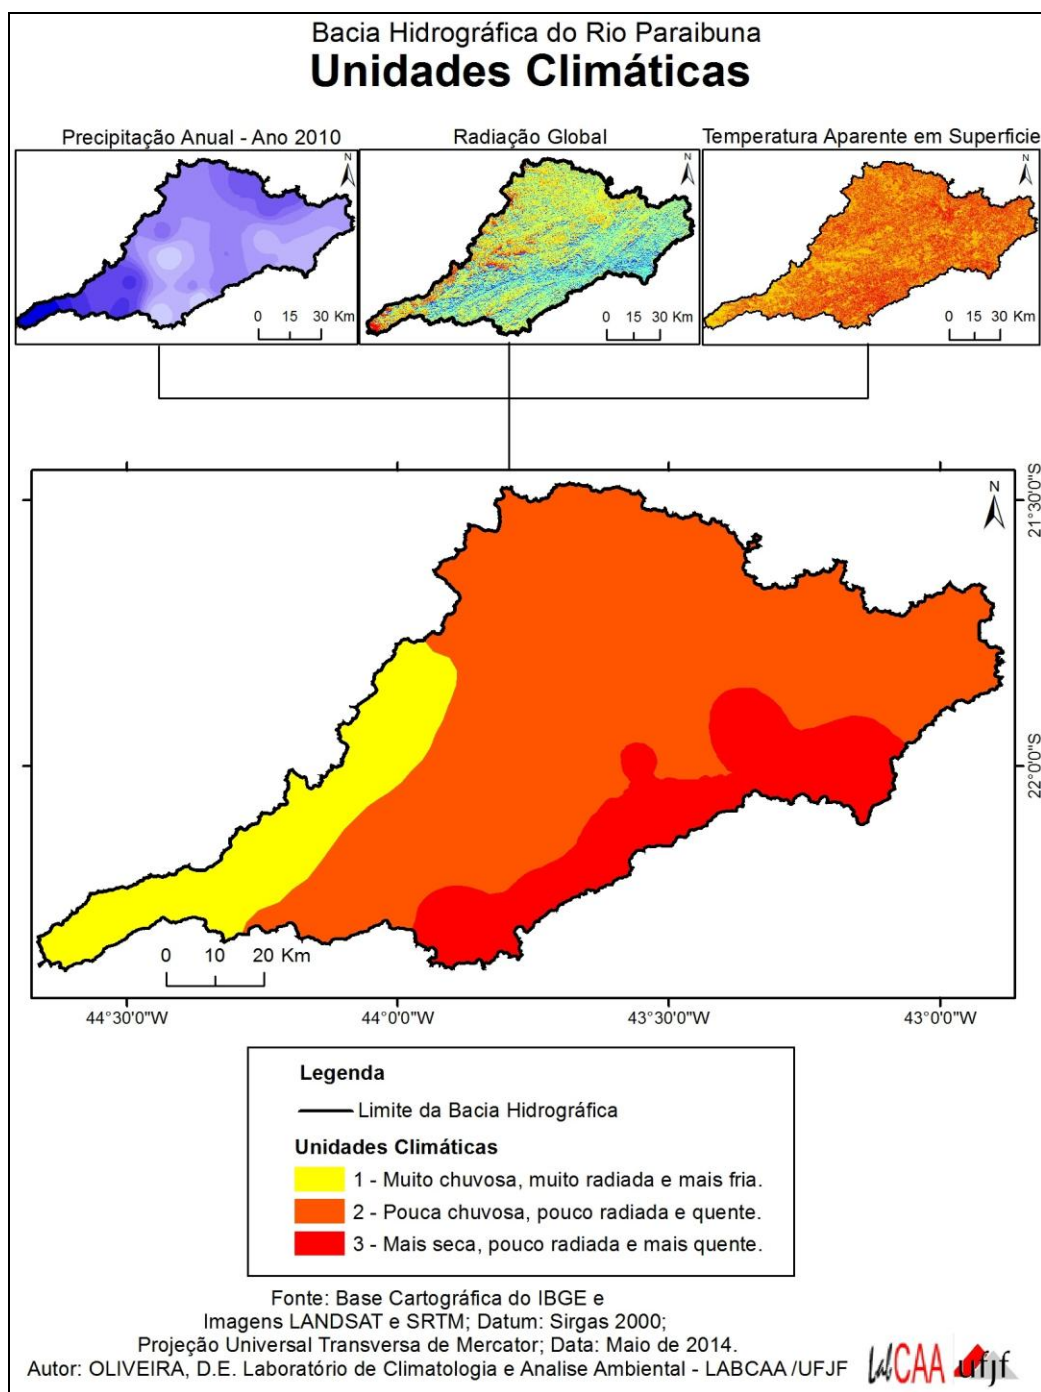 Bacia Hidrográfica do Rio Paraibuna
Unidades Climáticas
Precipitação Anual - Ano 2010
Radiação Global
Temperatura Aparente em Superficie
N
0 15 30 Km
N
0 15 30 Km
N
0 15 30 Km
N
21°30'0"S
22°0'0"S
0 10 20 Km
44°30'0"W 44°0'0"W 43°30'0"W 43°0'0"W
Legenda
Limite da Bacia Hidrográfica
Unidades Climáticas
1 - Muito chuvosa, muito radiada e mais fria.
2 - Pouca chuvosa, pouco radiada e quente.
3 - Mais seca, pouco radiada e mais quente.
Fonte: Base Cartográfica do IBGE e
Imagens LANDSAT e SRTM; Datum: Sirgas 2000;
Projeção Universal Transversa de Mercator; Data: Maio de 2014.
Autor: OLIVEIRA, D.E. Laboratório de Climatologia e Analise Ambiental - LABCAA /UFJF
LabCAA ufjf